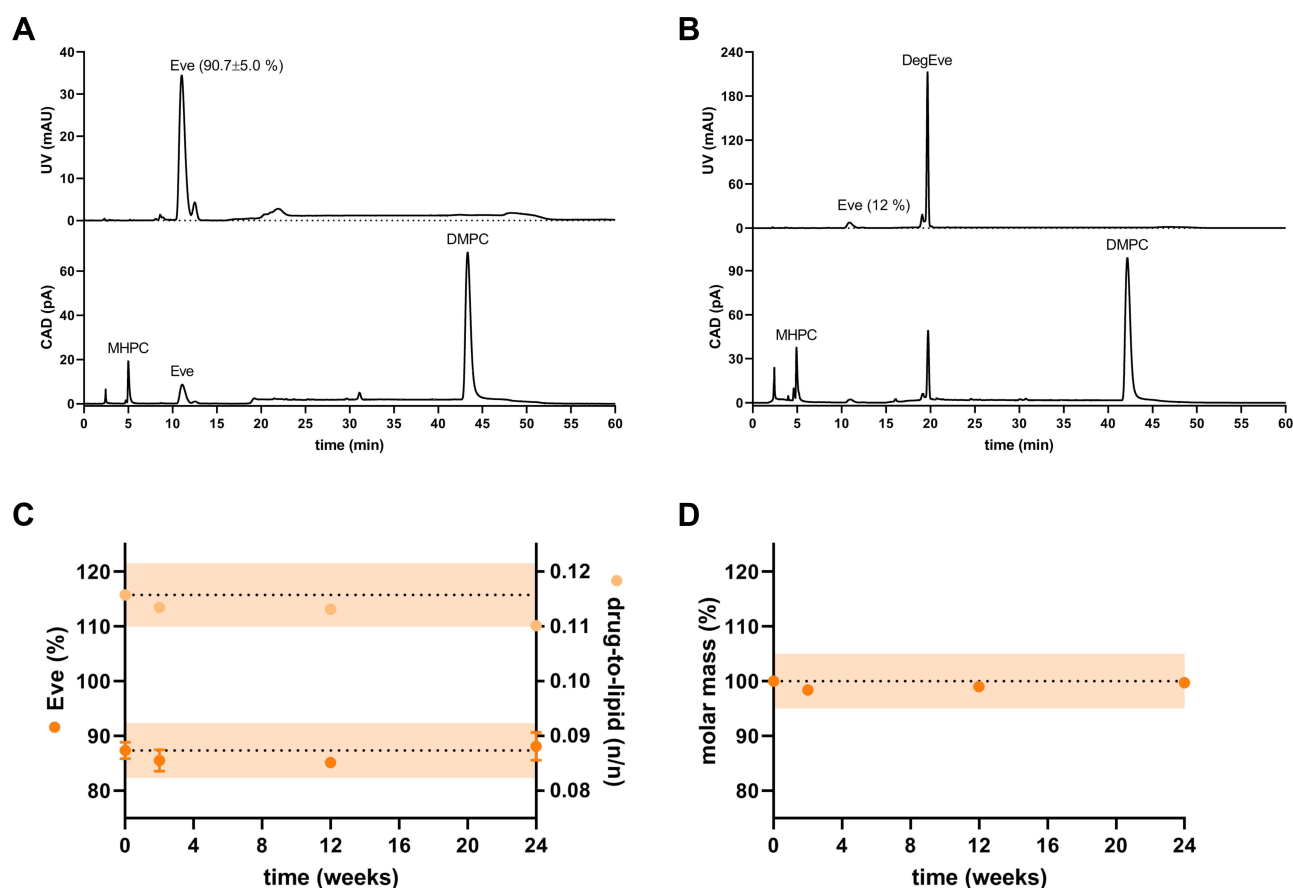 A
40
30
20
10
0
UV (mAU)
Eve (90.7±5.0 %)
60
40
20
0
CAD (pA)
MHPC
Eve
DMPC
0 5 10 15 20 25 30 35 40 45 50 55 60
time (min)
B
240
180
120
60
0
UV (mAU)
DegEve
Eve (12 %)
90
60
30
0
CAD (pA)
MHPC
DMPC
0 5 10 15 20 25 30 35 40 45 50 55 60
time (min)
C
120
110
100
90
80
Eve (%)
0.12
0.11
0.10
0.09
0.08
drug-to-lipid (n/n)
0 4 8 12 16 20 24
time (weeks)
D
120
110
100
90
80
molar mass (%)
0 4 8 12 16 20 24
time (weeks)